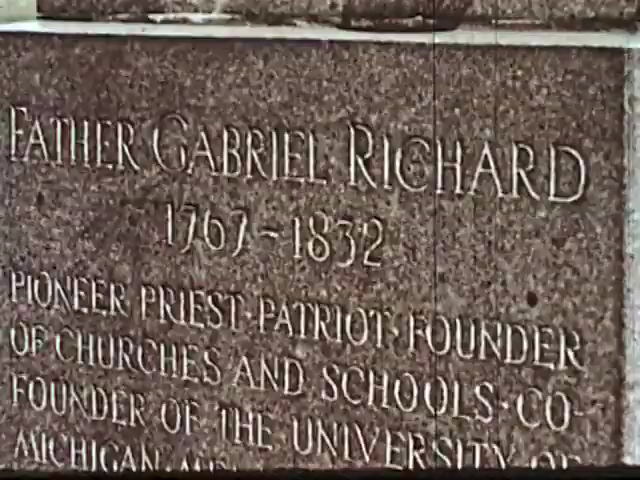 FATHER GABRIEL RICHARD
1767-1832
PIONEER PRIEST·PATRIOT·FOUNDER
OF CHURCHES AND SCHOOLS·CO-
FOUNDER OF THE UNIVERSITY OF
MICHIGAN